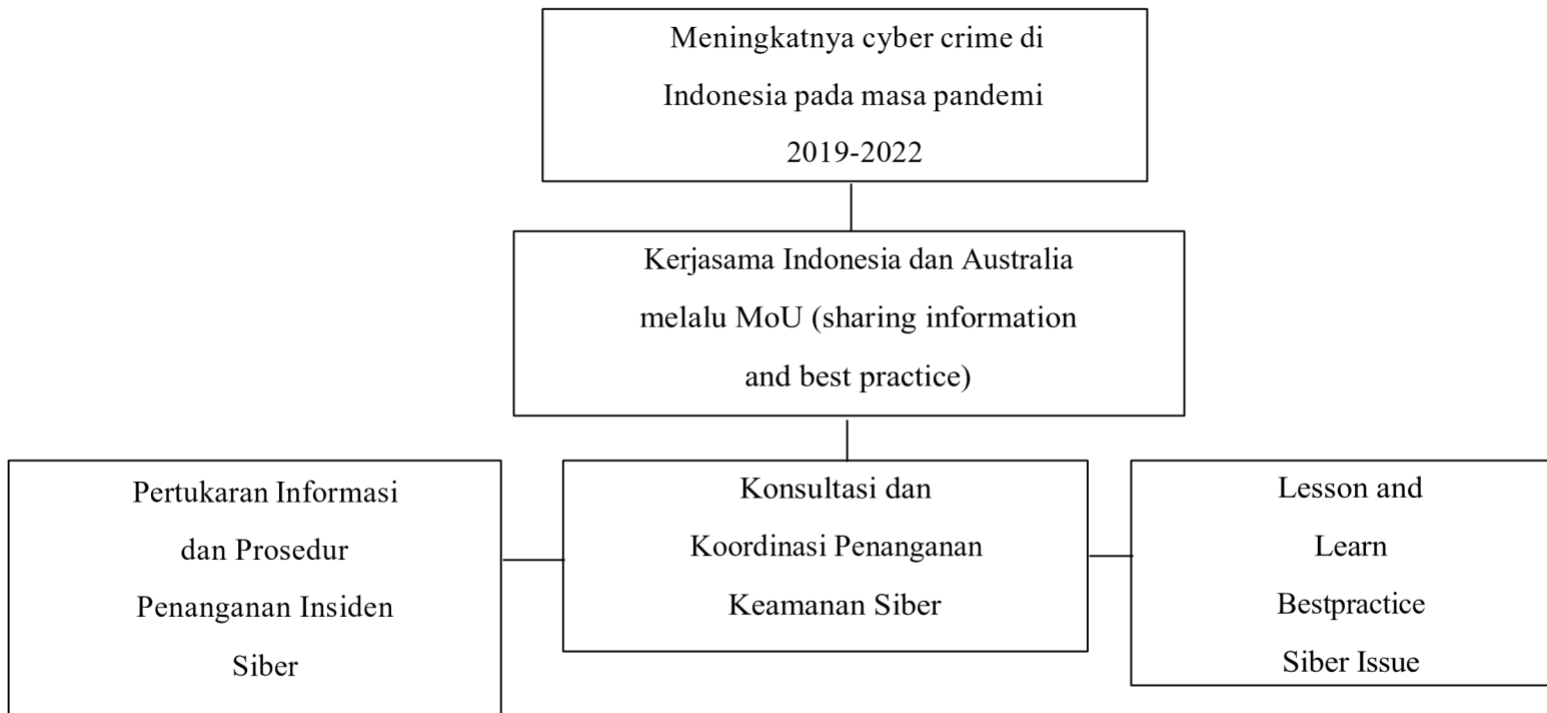 Meningkatnya cyber crime di
Indonesia pada masa pandemi
2019-2022
Kerjasama Indonesia dan Australia
melalu MoU (sharing information
and best practice)
Pertukaran Informasi
dan Prosedur
Penanganan Insiden
Siber
Konsultasi dan
Koordinasi Penanganan
Keamanan Siber
Lesson and
Learn
Bestpractice
Siber Issue